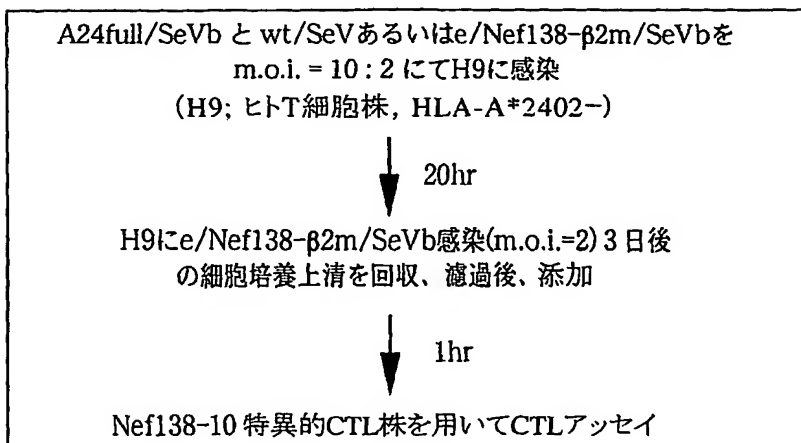 A24full/SeVb と wt/SeVあるいはe/Nef138-β2m/SeVbを
m.o.i. = 10 : 2 にてH9に感染
(H9; ヒトT細胞株, HLA-A*2402-)
20hr
H9にe/Nef138-β2m/SeVb感染(m.o.i.=2) 3 日後
の細胞培養上清を回収、濾過後、添加
1hr
Nef138-10 特異的CTL株を用いてCTLアッセイ